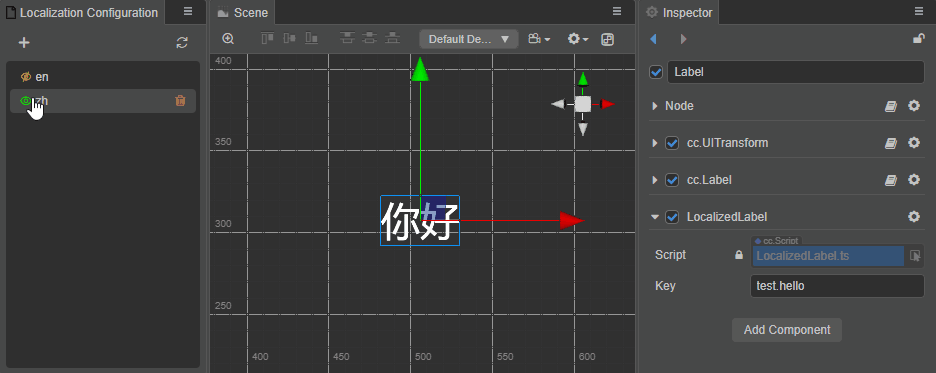 Localization Configuration
en
zh
Scene
Default De...
400
350
300
250
400
450
500
550
600
你好
Inspector
Label
Node
cc.UITransform
cc.Label
LocalizedLabel
Script
cc.Script
LocalizedLabel.ts
Key
test.hello
Add Component